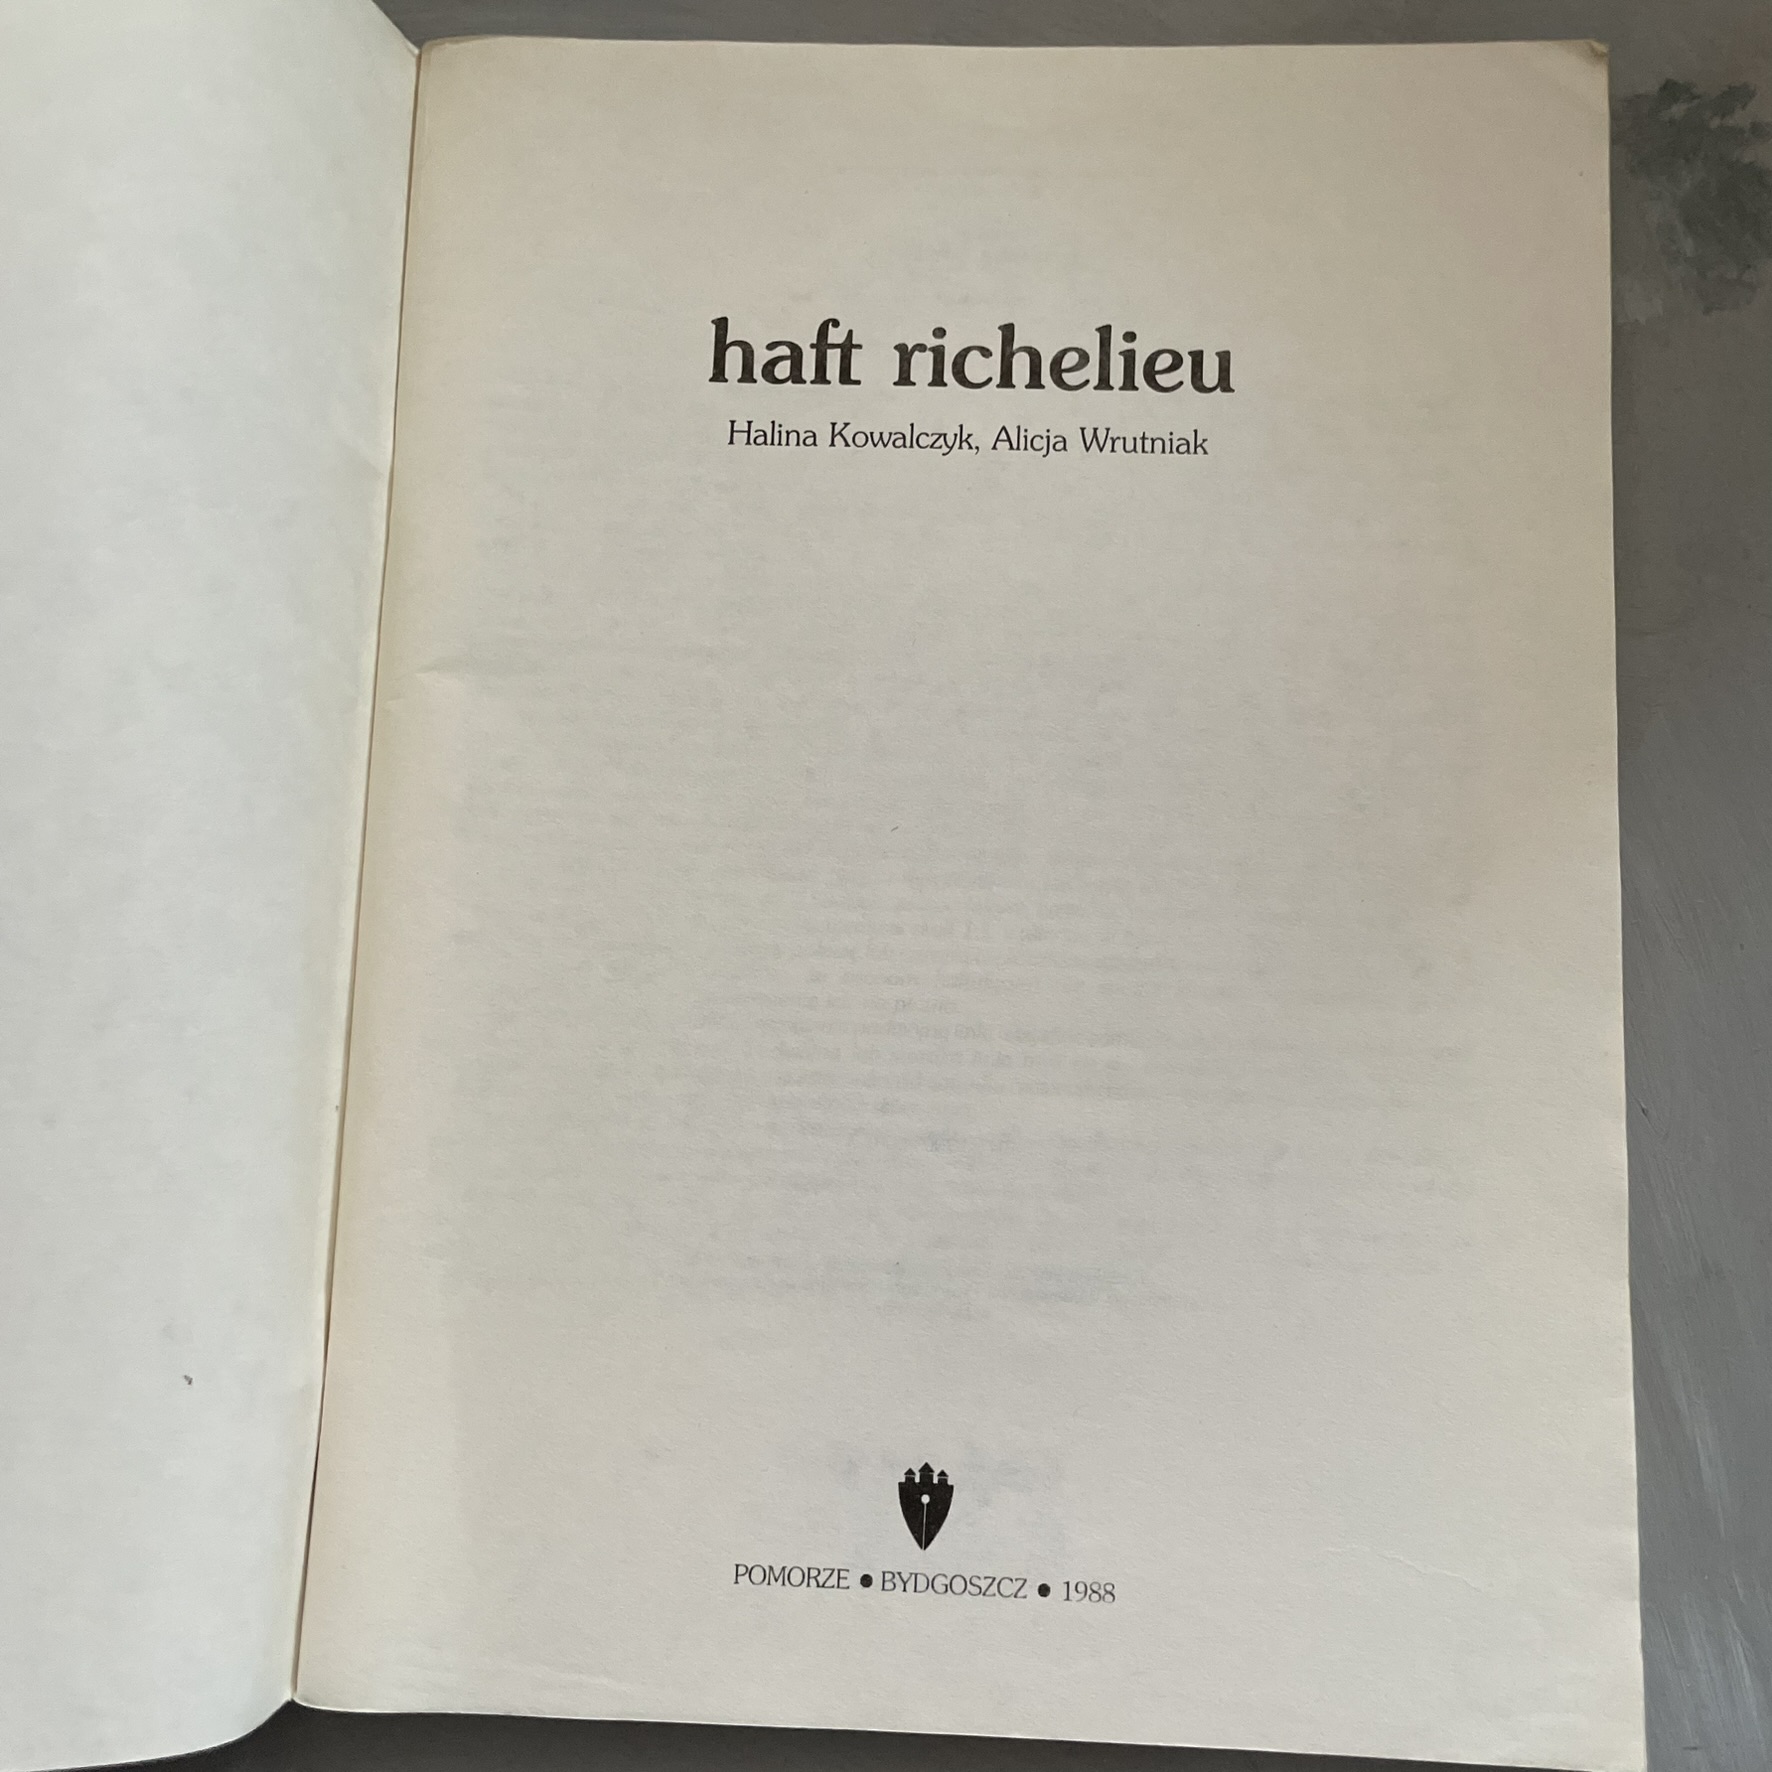 haft richelieu
Halina Kowalczyk, Alicja Wrutniak
POMORZE ● BYDGOSZCZ ● 1988